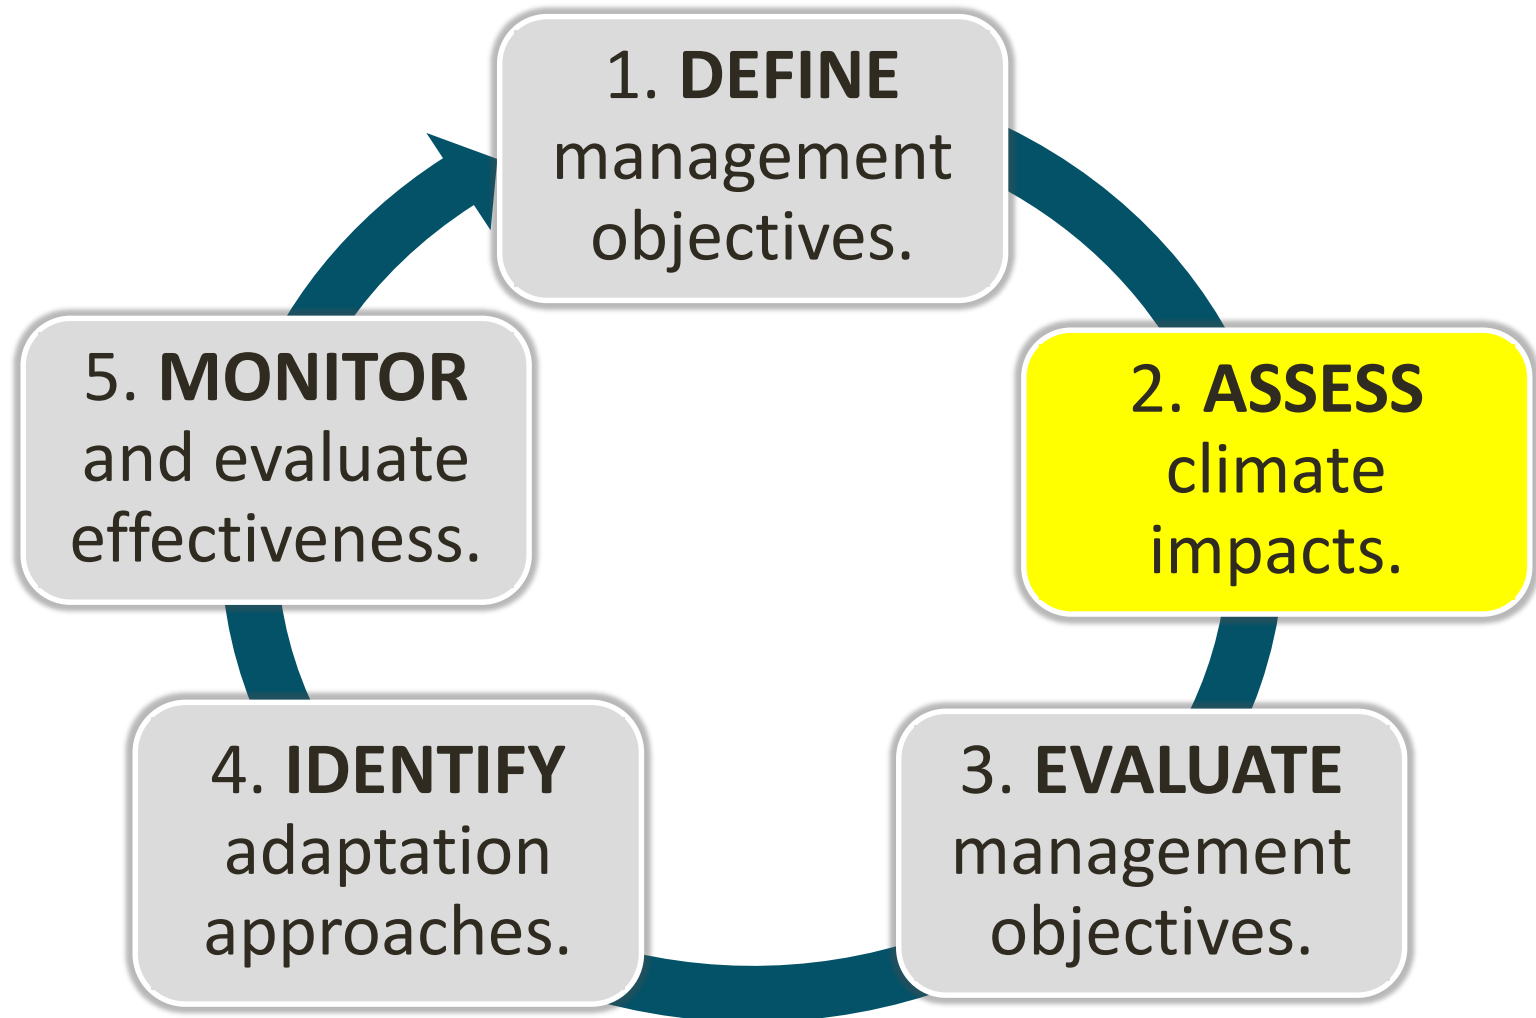 1. DEFINE
management
objectives.
2. ASSESS
climate
impacts.
3. EVALUATE
management
objectives.
4. IDENTIFY
adaptation
approaches.
5. MONITOR
and evaluate
effectiveness.